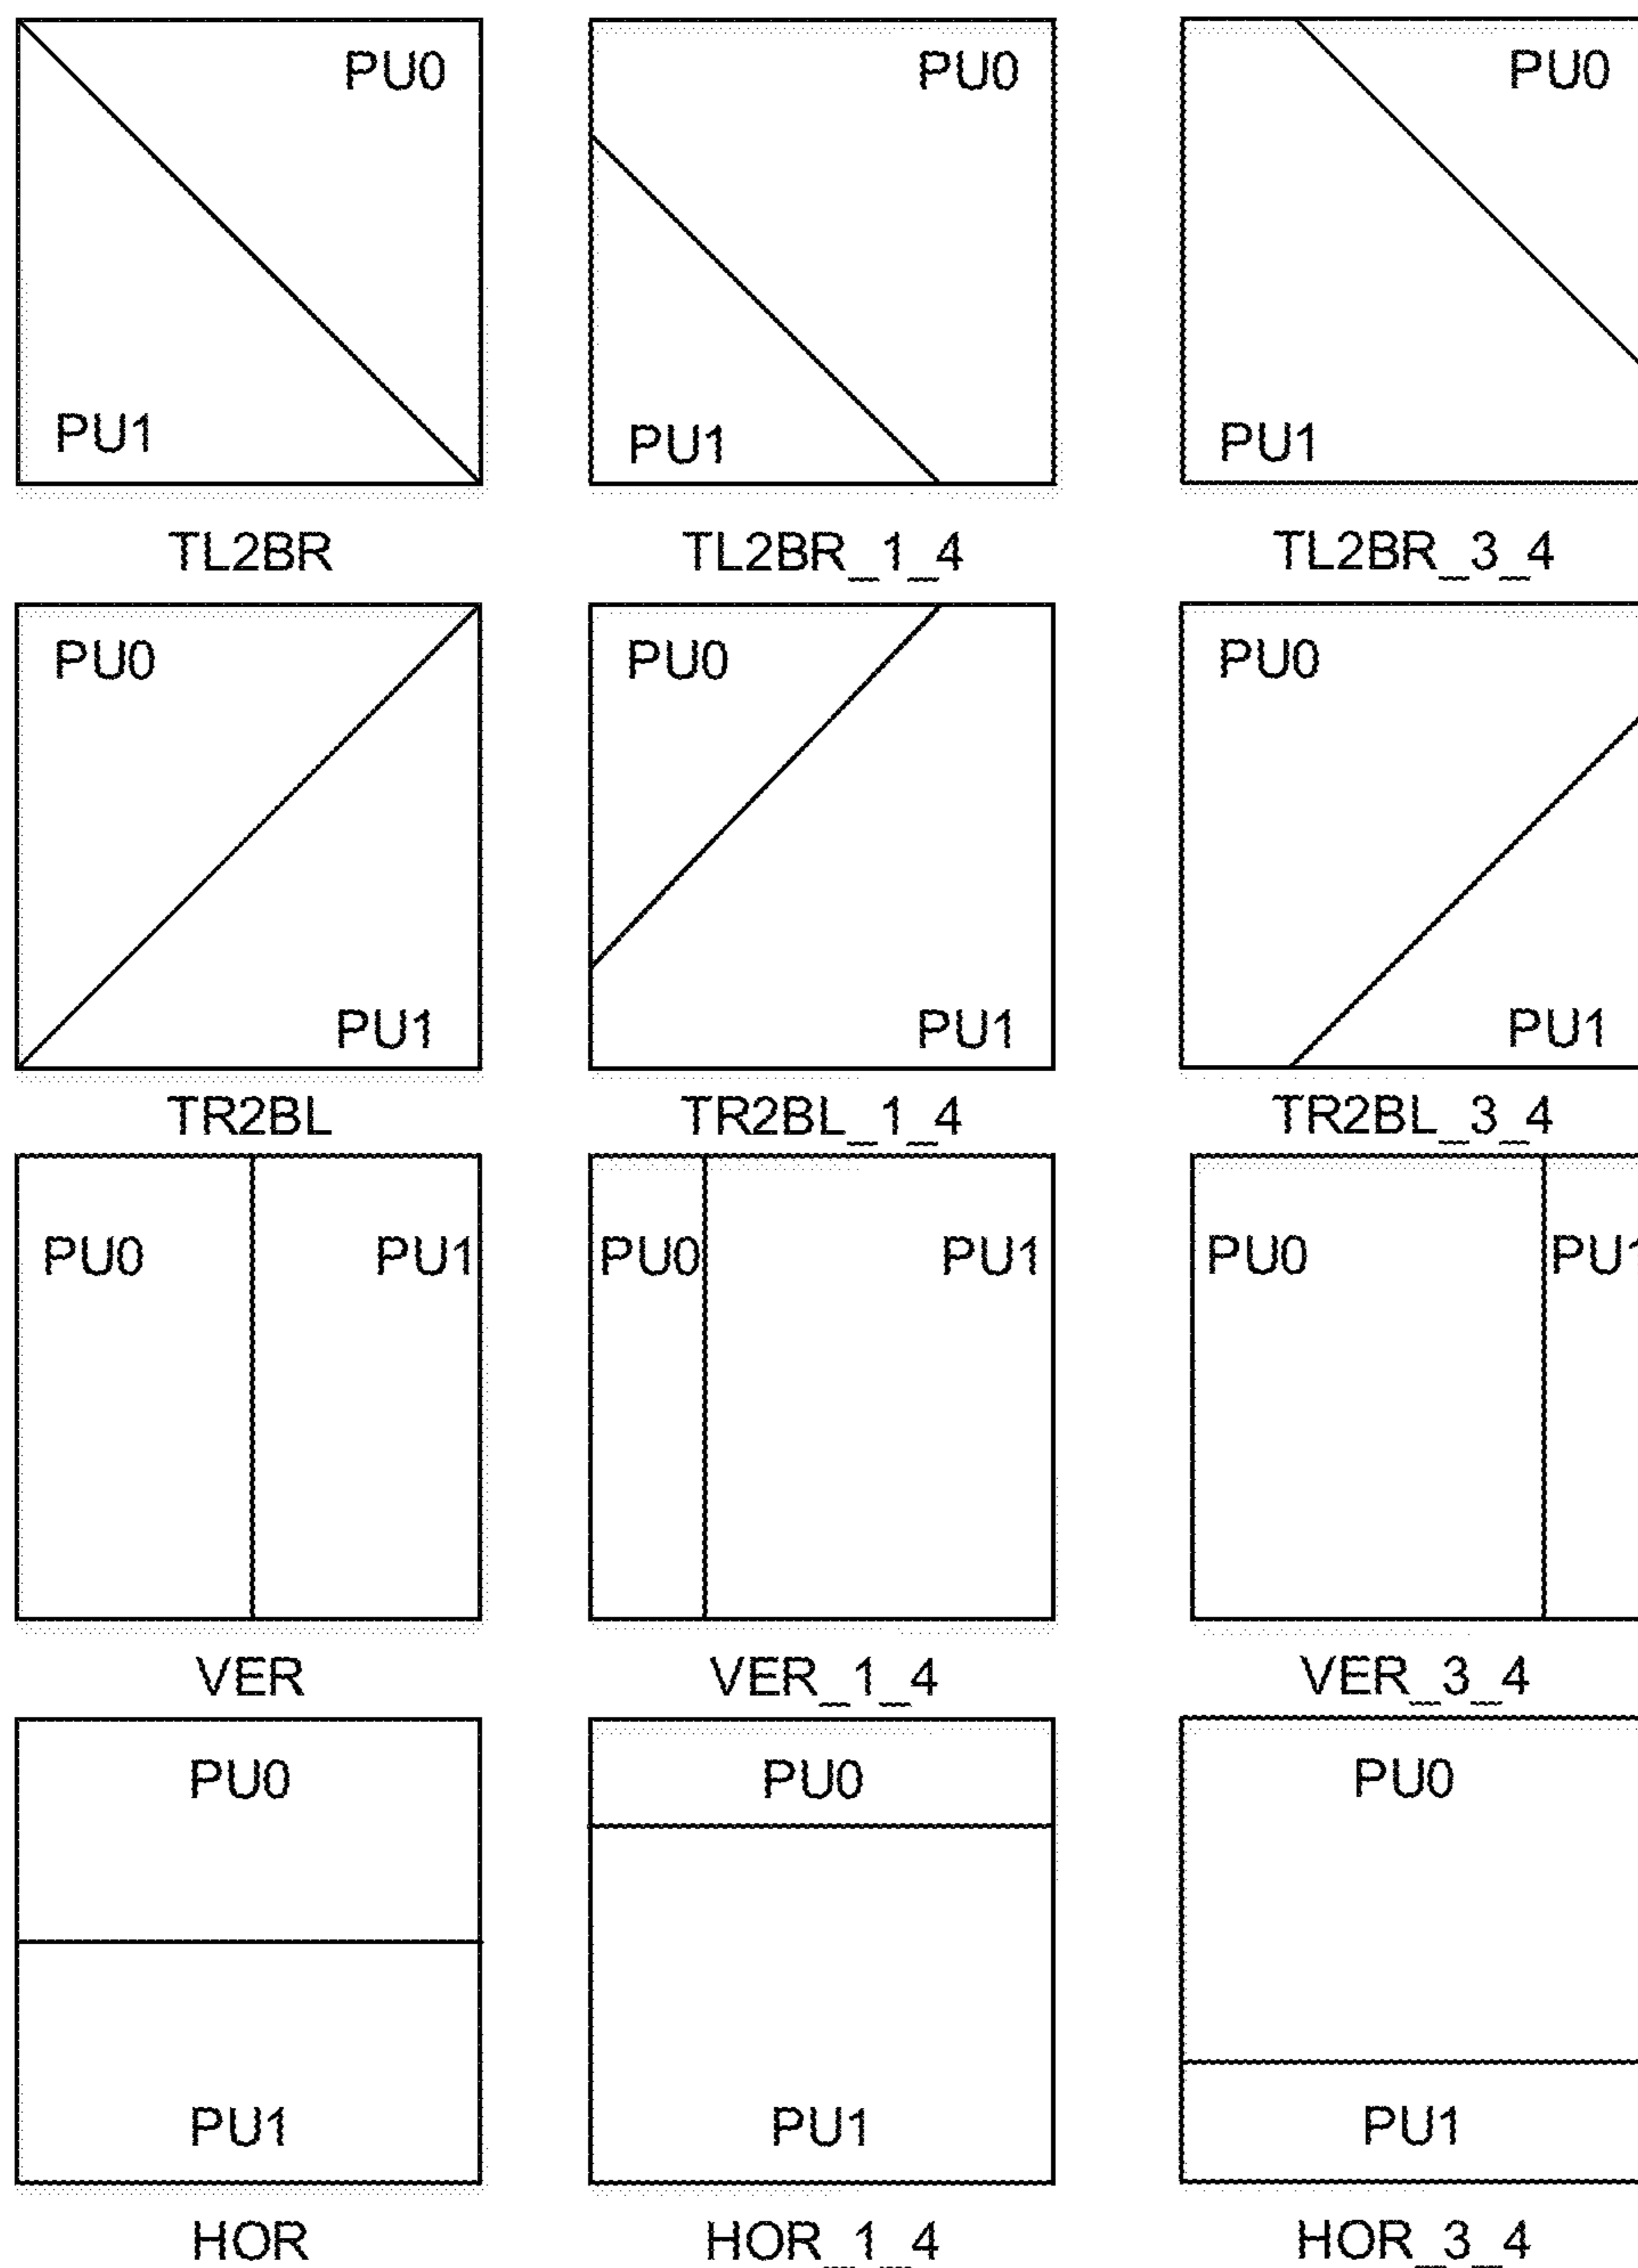 PU0 PU0 PU0
PU1 PU1 PU1
TL2BR TL2BR_1_4 TL2BR_3_4
PU0 PU0 PU0
PU1 PU1 PU1
TR2BL TR2BL_1_4 TR2BL_3_4
PU0 PU1 PU0 PU1 PU0 PU1
VER VER_1_4 VER_3_4
PU0 PU0 PU0
PU1 PU1 PU1
HOR HOR_1_4 HOR_3_4